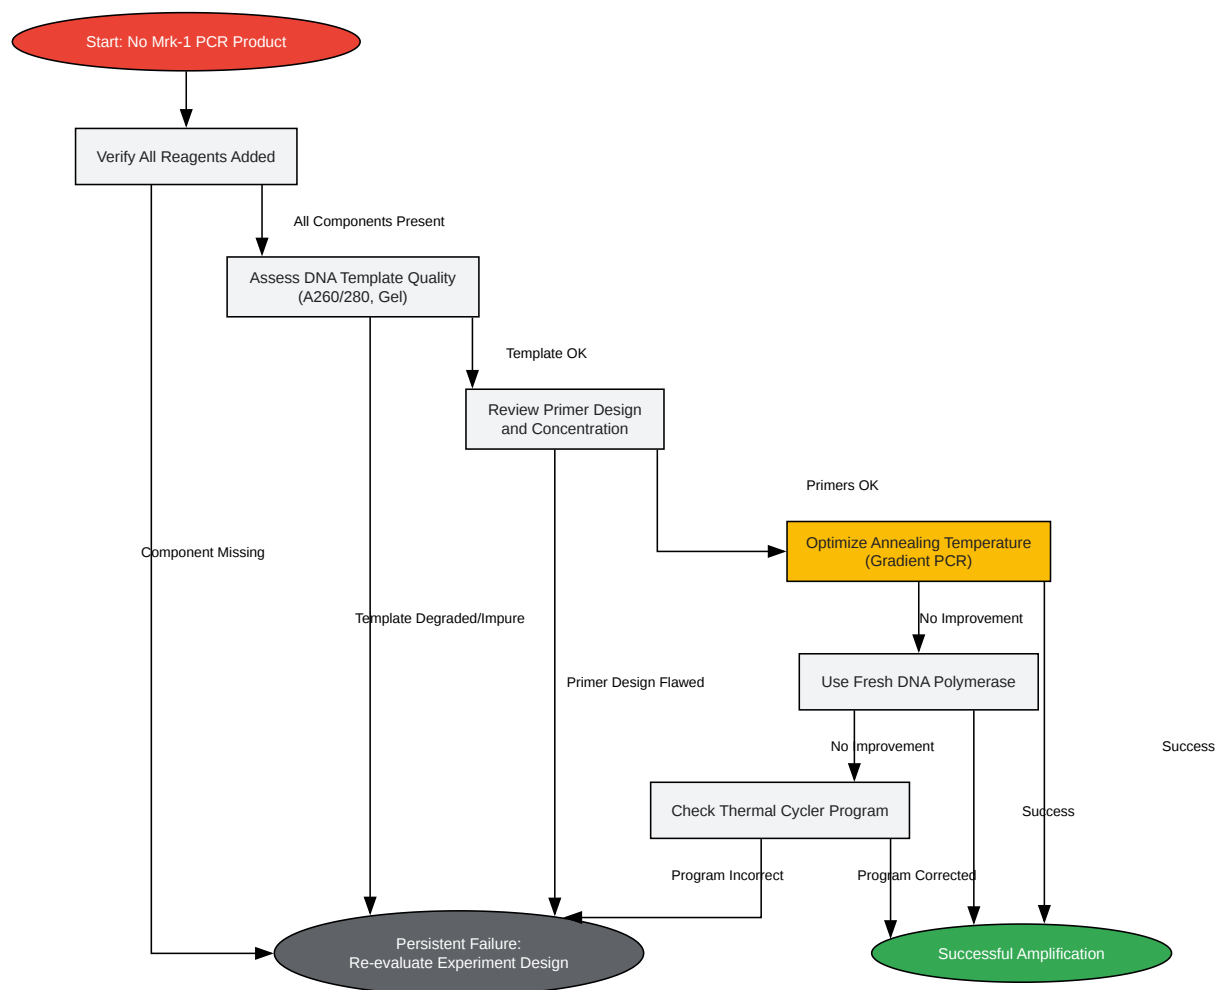 Start: No Mrk-1 PCR Product
Verify All Reagents Added
All Components Present
Assess DNA Template Quality
(A260/280, Gel)
Template OK
Review Primer Design
and Concentration
Primers OK
Optimize Annealing Temperature
(Gradient PCR)
Component Missing
Template Degraded/Impure
No Improvement
Primer Design Flawed
Use Fresh DNA Polymerase
No Improvement
Success
Check Thermal Cycler Program
Success
Program Incorrect
Program Corrected
Persistent Failure:
Re-evaluate Experiment Design
Successful Amplification